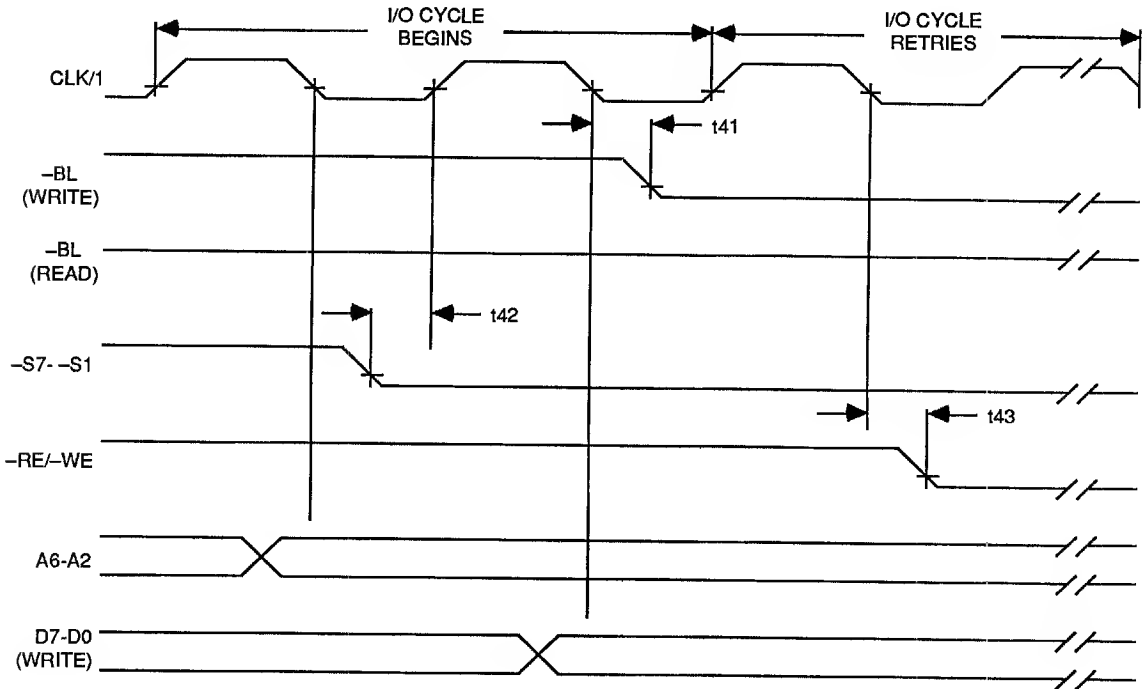 I/O CYCLE
BEGINS
I/O CYCLE
RETRIES
CLK/1
t41
–BL
(WRITE)
–BL
(READ)
t42
–S7- –S1
t43
–RE/–WE
A6-A2
D7-D0
(WRITE)